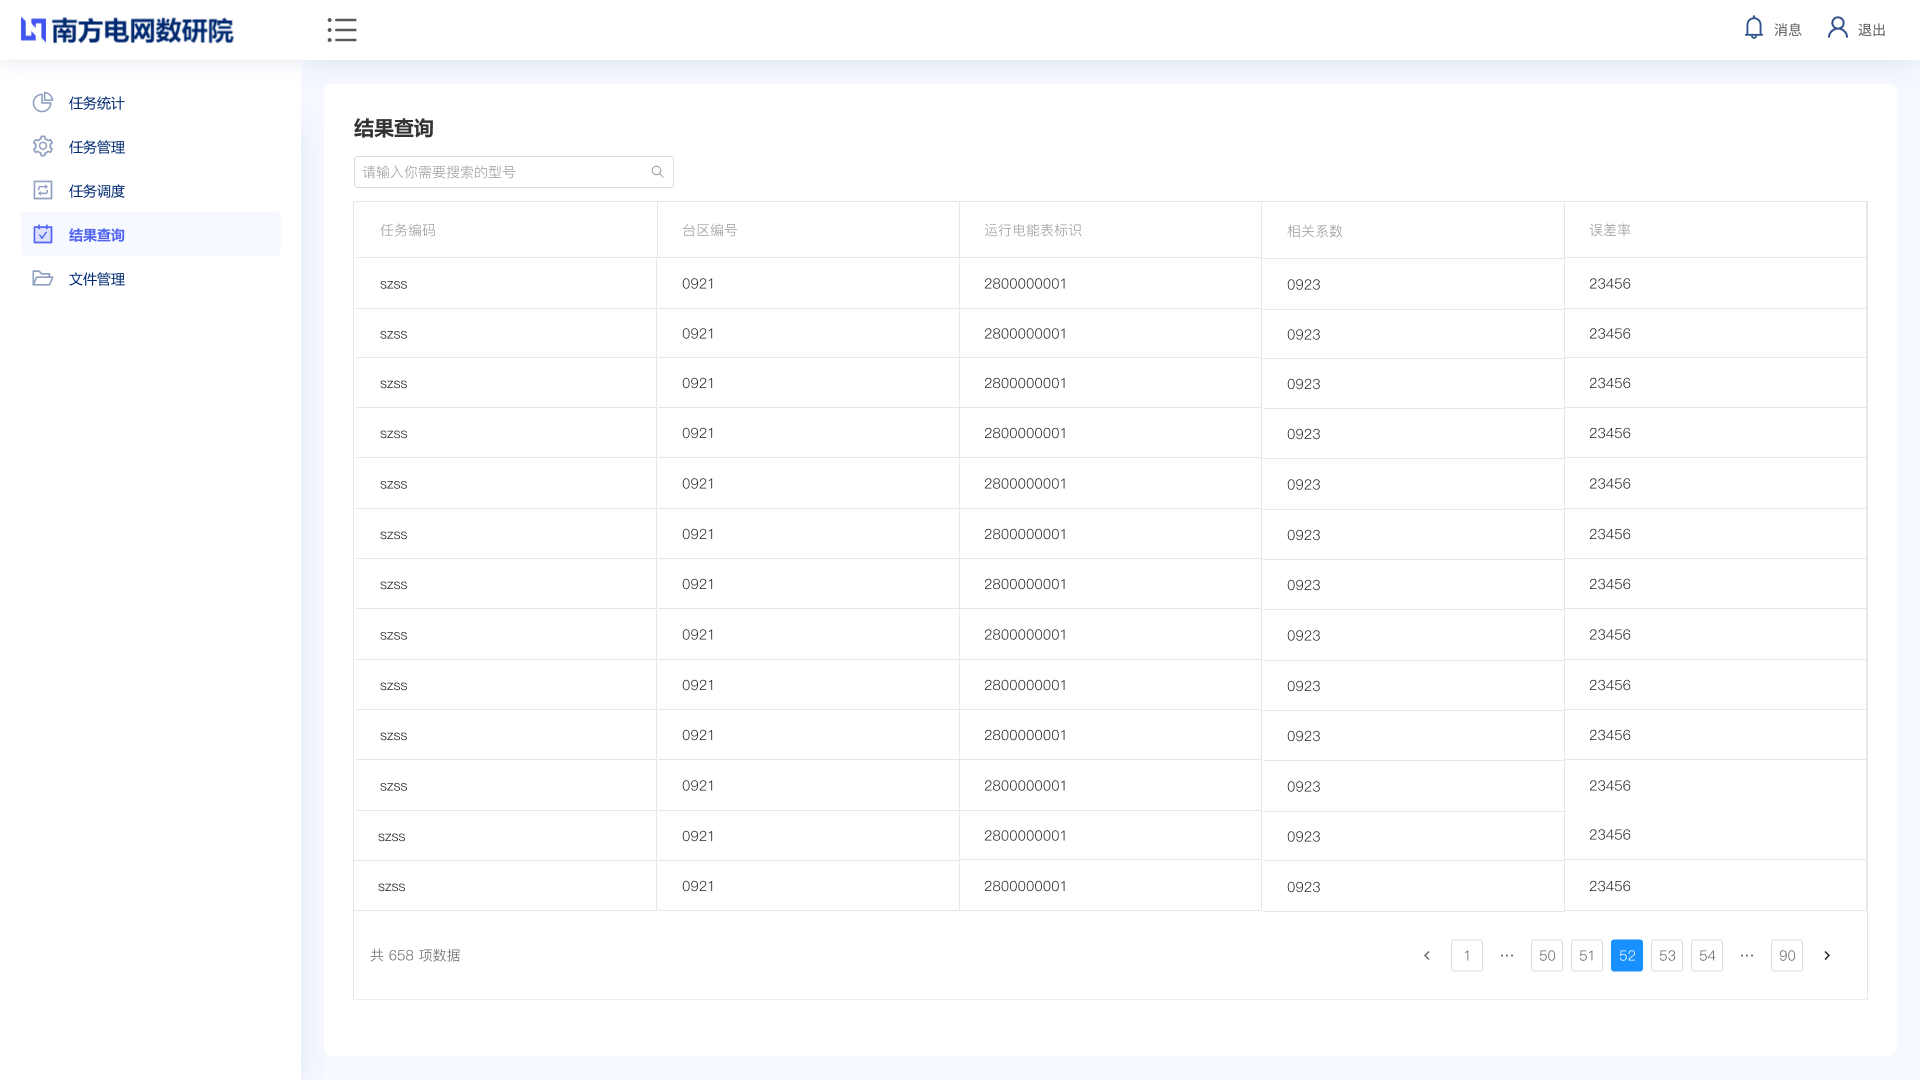 南方电网数研院
消息
退出
任务统计
任务管理
任务调度
结果查询
文件管理
结果查询
请输入你需要搜索的型号
任务编码 台区编号 运行电能表标识 相关系数 误差率
szss 0921 2800000001 0923 23456
szss 0921 2800000001 0923 23456
szss 0921 2800000001 0923 23456
szss 0921 2800000001 0923 23456
szss 0921 2800000001 0923 23456
szss 0921 2800000001 0923 23456
szss 0921 2800000001 0923 23456
szss 0921 2800000001 0923 23456
szss 0921 2800000001 0923 23456
szss 0921 2800000001 0923 23456
szss 0921 2800000001 0923 23456
szss 0921 2800000001 0923 23456
szss 0921 2800000001 0923 23456
共 658 项数据
1 ··· 50 51 52 53 54 ··· 90